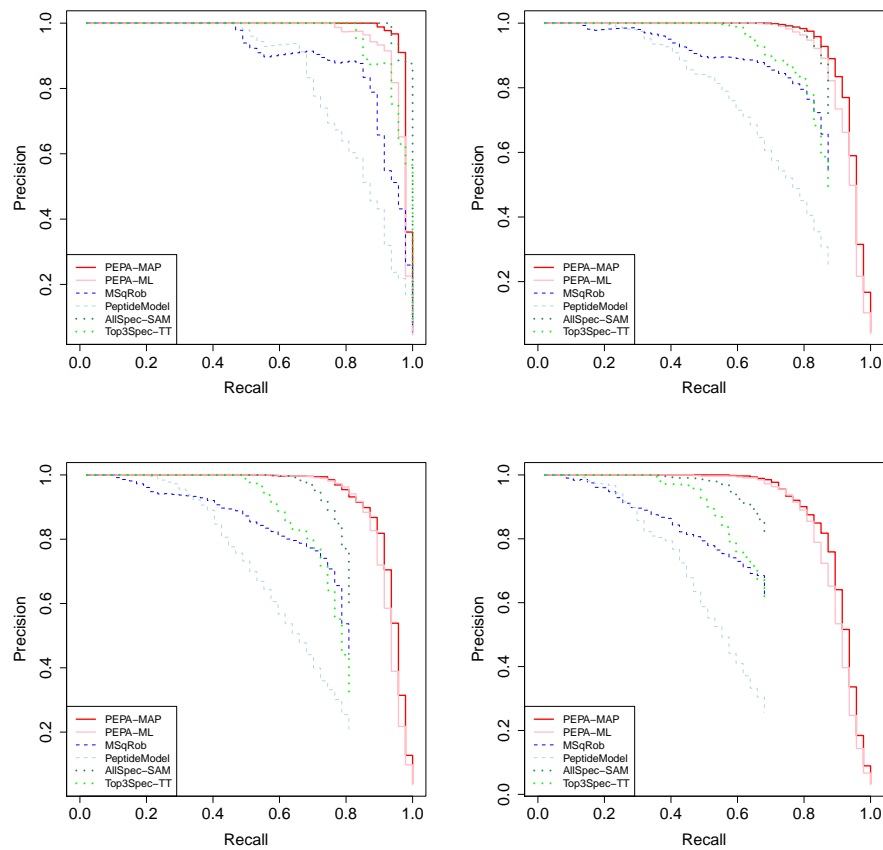 Precision
1.0
0.8
0.6
0.4
0.2
PEPA−MAP
PEPA−ML
MSqRob
PeptideModel
AllSpec−SAM
Top3Spec−TT
0.0 0.2 0.4 0.6 0.8 1.0
Recall
Precision
1.0
0.8
0.6
0.4
0.2
PEPA−MAP
PEPA−ML
MSqRob
PeptideModel
AllSpec−SAM
Top3Spec−TT
0.0 0.2 0.4 0.6 0.8 1.0
Recall
Precision
1.0
0.8
0.6
0.4
0.2
PEPA−MAP
PEPA−ML
MSqRob
PeptideModel
AllSpec−SAM
Top3Spec−TT
0.0 0.2 0.4 0.6 0.8 1.0
Recall
Precision
1.0
0.8
0.6
0.4
0.2
0.0
PEPA−MAP
PEPA−ML
MSqRob
PeptideModel
AllSpec−SAM
Top3Spec−TT
0.0 0.2 0.4 0.6 0.8 1.0
Recall